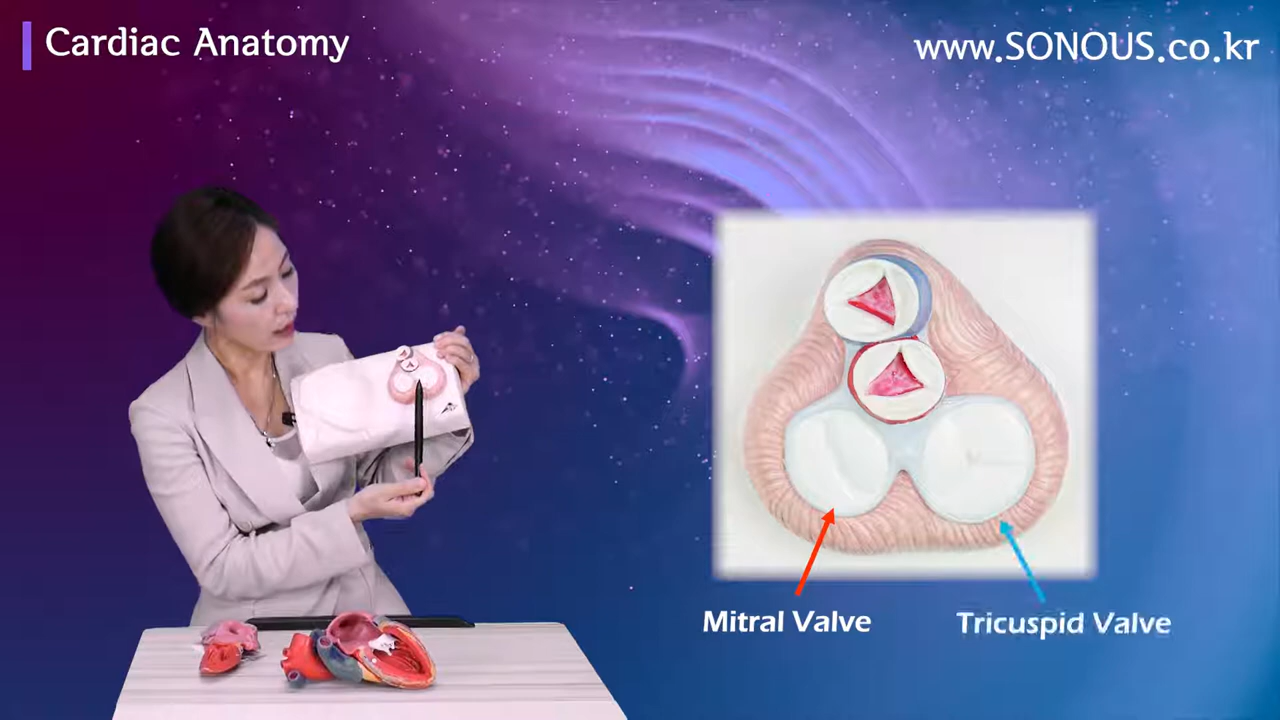 Cardiac Anatomy
www.SONOUS.co.kr
Mitral Valve
Tricuspid Valve